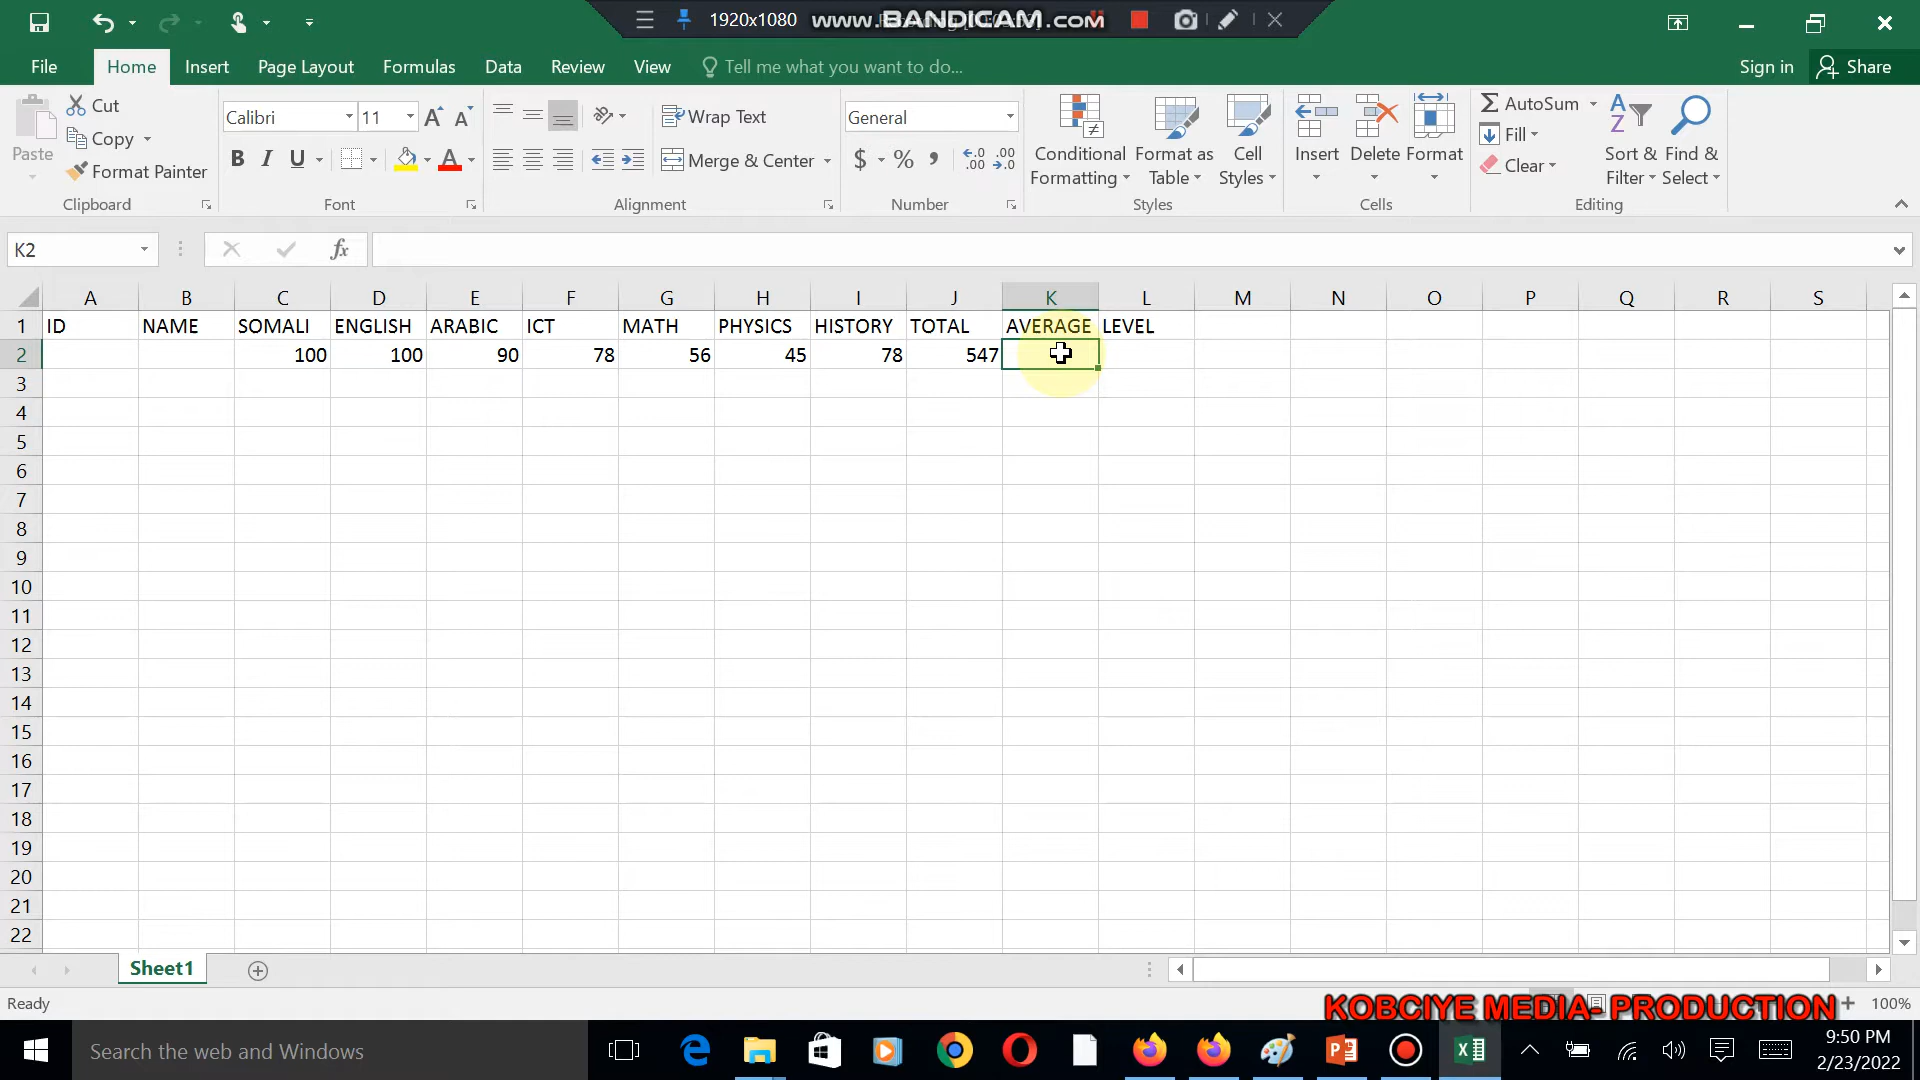 1920x1080
www.BANDICAM.com
File
Home
Insert
Page Layout
Formulas
Data
Review
View
Tell me what you want to do...
Sign in
Share
Paste
Cut
Copy
Format Painter
Clipboard
Calibri
11
B I U
Font
Wrap Text
Merge & Center
Alignment
General
$ % ,
Number
Conditional Formatting
Format as Table
Cell Styles
Styles
Insert
Delete
Format
Cells
AutoSum
Fill
Clear
Sort & Filter
Find & Select
Editing
K2
fx
A B C D E F G H I J K L M N O P Q R S
1 ID NAME SOMALI ENGLISH ARABIC ICT MATH PHYSICS HISTORY TOTAL AVERAGE LEVEL
2 100 100 90 78 56 45 78 547
3
4
5
6
7
8
9
10
11
12
13
14
15
16
17
18
19
20
21
22
Sheet1
Ready
100%
KOBCIYE MEDIA- PRODUCTION
Search the web and Windows
9:50 PM
2/23/2022